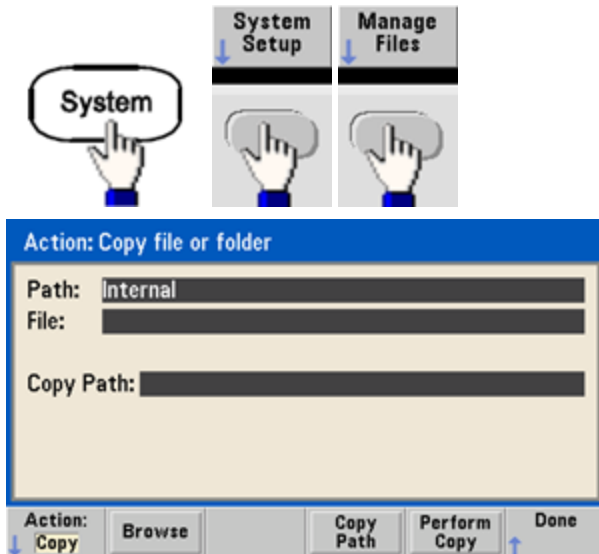 System
System
Setup
Manage
Files
Action: Copy file or folder
Path: Internal
File:
Copy Path:
Action:
Copy
Browse
Copy
Path
Perform
Copy
Done